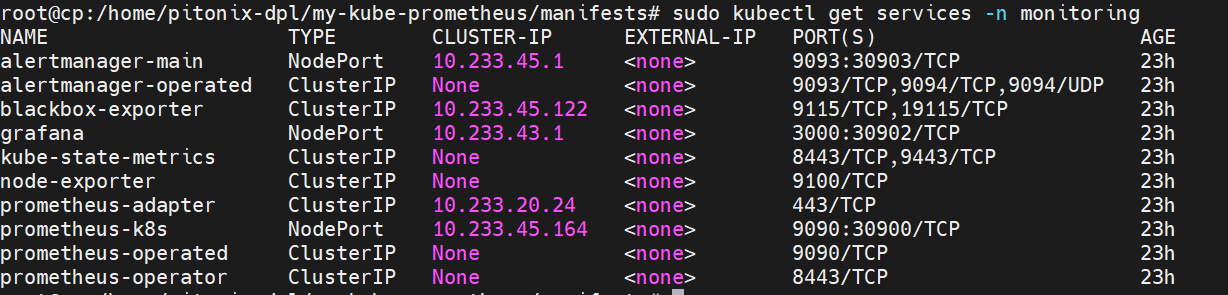 root@cp:/home/pitonix-dpl/my-kube-prometheus/manifests# sudo kubectl get services -n monitoring
NAME TYPE CLUSTER-IP EXTERNAL-IP PORT(S) AGE
alertmanager-main NodePort 10.233.45.1 <none> 9093:30903/TCP 23h
alertmanager-operated ClusterIP None <none> 9093/TCP,9094/TCP,9094/UDP 23h
blackbox-exporter ClusterIP 10.233.45.122 <none> 9115/TCP,19115/TCP 23h
grafana NodePort 10.233.43.1 <none> 3000:30902/TCP 23h
kube-state-metrics ClusterIP None <none> 8443/TCP,9443/TCP 23h
node-exporter ClusterIP None <none> 9100/TCP 23h
prometheus-adapter ClusterIP 10.233.20.24 <none> 443/TCP 23h
prometheus-k8s NodePort 10.233.45.164 <none> 9090:30900/TCP 23h
prometheus-operated ClusterIP None <none> 9090/TCP 23h
prometheus-operator ClusterIP None <none> 8443/TCP 23h